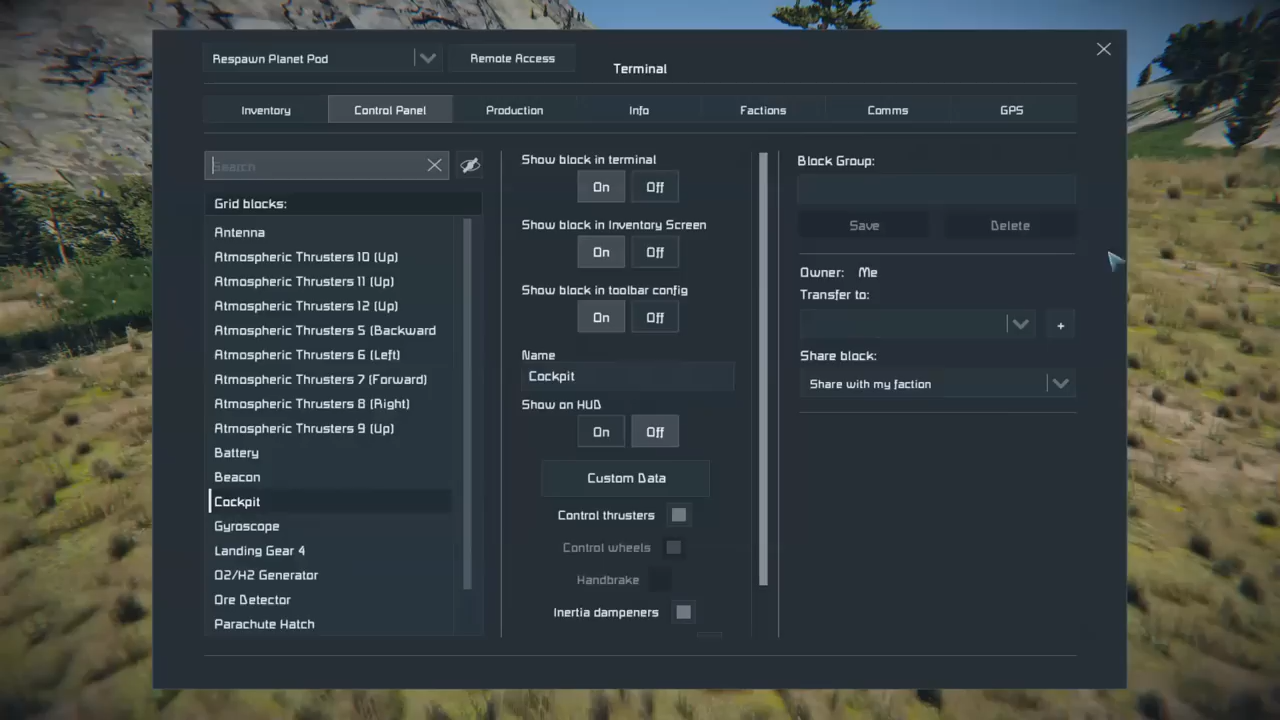 Respawn Planet Pod
Remote Access
Terminal
Inventory
Control Panel
Production
Info
Factions
Comms
GPS
Search
Grid blocks:
Antenna
Atmospheric Thrusters 10 (Up)
Atmospheric Thrusters 11 (Up)
Atmospheric Thrusters 12 (Up)
Atmospheric Thrusters 5 (Backward
Atmospheric Thrusters 6 (Left)
Atmospheric Thrusters 7 (Forward)
Atmospheric Thrusters 8 (Right)
Atmospheric Thrusters 9 (Up)
Battery
Beacon
Cockpit
Gyroscope
Landing Gear 4
O2/H2 Generator
Ore Detector
Parachute Hatch
Show block in terminal
On Off
Show block in Inventory Screen
On Off
Show block in toolbar config
On Off
Name
Cockpit
Show on HUD
On Off
Custom Data
Control thrusters
Control wheels
Handbrake
Inertia dampeners
Block Group:
Save Delete
Owner: Me
Transfer to:
+
Share block:
Share with my faction